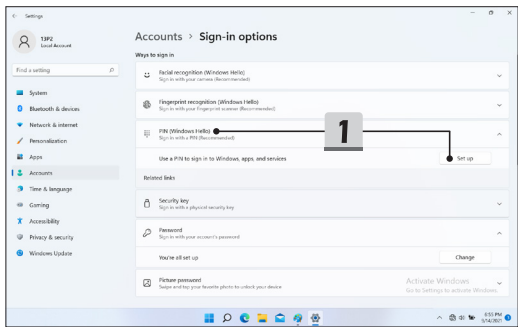 Settings
13P2
Local Account
Find a setting
System
Bluetooth & devices
Network & internet
Personalization
Apps
Accounts
Time & language
Gaming
Accessibility
Privacy & security
Windows Update
Accounts > Sign-in options
Ways to sign in
Facial recognition (Windows Hello)
Sign in with your camera (Recommended)
Fingerprint recognition (Windows Hello)
Sign in with your fingerprint scanner (Recommended)
PIN (Windows Hello)
Sign in with a PIN (Recommended)
1
Use a PIN to sign in to Windows, apps, and services
Set up
Related links
Security key
Sign in with a physical security key
Password
Sign in with your account's password
You're all set up
Change
Picture password
Swipe and tap your favorite photo to unlock your device
Activate Windows
Go to Settings to activate Windows.
6:55 PM
9/14/2021